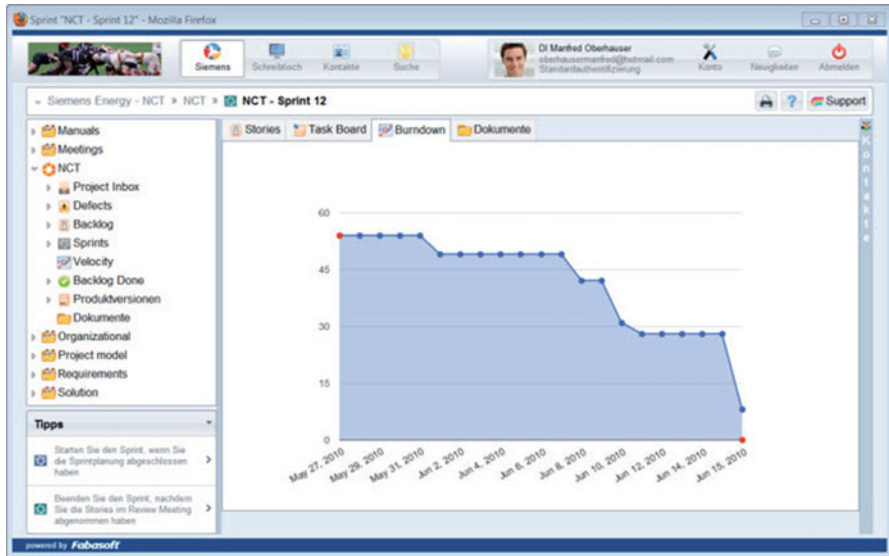 Sprint "NCT - Sprint 12" - Mozilla Firefox
Siemens
Schreibtisch
Kontakte
Suche
DI Manfred Oberhauser
oberhausermanfred@hotmail.com
Standardauthentifizierung
Konto
Neuigkeiten
Abmelden
Siemens Energy - NCT » NCT » NCT - Sprint 12
? Support
Manuals
Meetings
NCT
Project Inbox
Defects
Backlog
Sprints
Velocity
Backlog Done
Produktversionen
Dokumente
Organizational
Project model
Requirements
Solution
Tipps
Starten Sie den Sprint, wenn Sie
die Sprintplanung abgeschlossen
haben
Beenden Sie den Sprint, nachdem
Sie die Stories im Review Meeting
abgenommen haben
Stories Task Board Burndown Dokumente
60
45
30
15
0
May 27, 2010
May 29, 2010
May 31, 2010
Jun 2, 2010
Jun 4, 2010
Jun 6, 2010
Jun 8, 2010
Jun 10, 2010
Jun 12, 2010
Jun 14, 2010
Jun 15, 2010
Kontakte
powered by Fabasoft